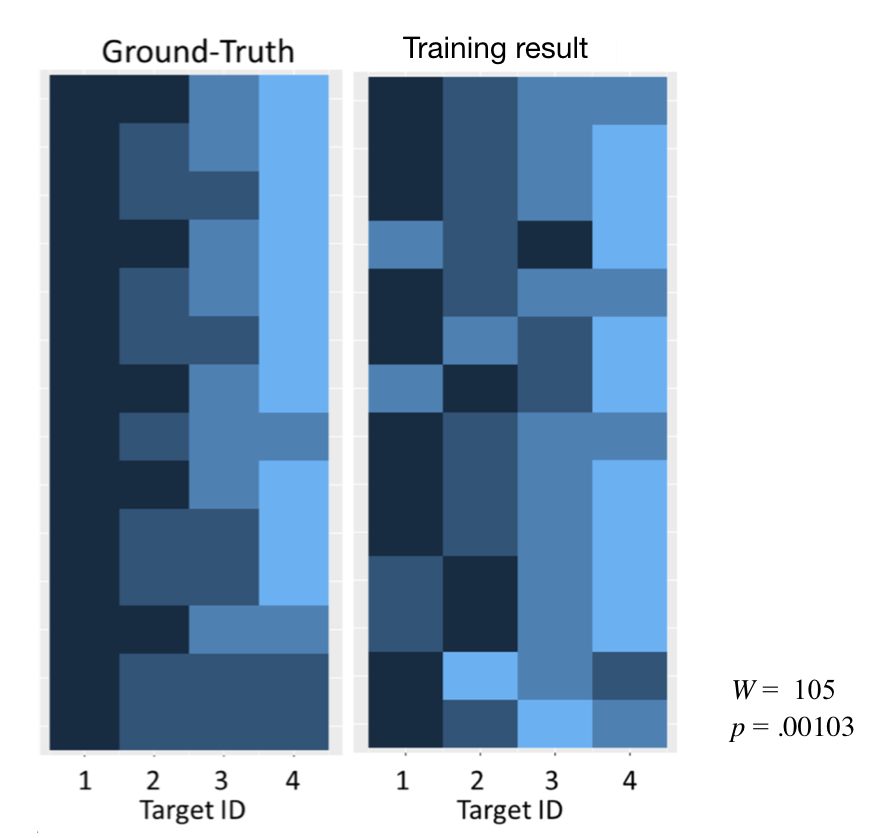 Ground-Truth
Training result
1 2 3 4
Target ID
1 2 3 4
Target ID
W = 105
p = .00103